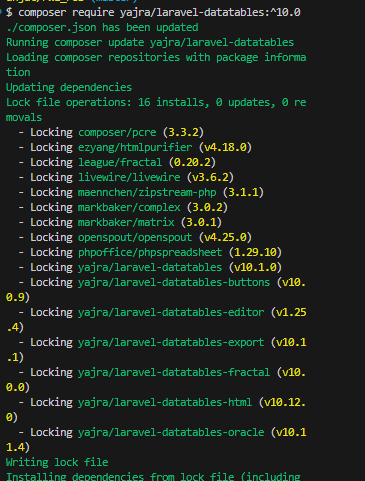 $ composer require yajra/laravel-datatables:^10.0
./composer.json has been updated
Running composer update yajra/laravel-datatables
Loading composer repositories with package informa
tion
Updating dependencies
Lock file operations: 16 installs, 0 updates, 0 re
movals
  - Locking composer/pcre (3.3.2)
  - Locking ezyang/htmlpurifier (v4.18.0)
  - Locking league/fractal (0.20.2)
  - Locking livewire/livewire (v3.6.2)
  - Locking maennchen/zipstream-php (3.1.1)
  - Locking markbaker/complex (3.0.2)
  - Locking markbaker/matrix (3.0.1)
  - Locking openspout/openspout (v4.25.0)
  - Locking phpoffice/phpspreadsheet (1.29.10)
  - Locking yajra/laravel-datatables (v10.1.0)
  - Locking yajra/laravel-datatables-buttons (v10.
0.9)
  - Locking yajra/laravel-datatables-editor (v1.25
.4)
  - Locking yajra/laravel-datatables-export (v10.1
.1)
  - Locking yajra/laravel-datatables-fractal (v10.
0.0)
  - Locking yajra/laravel-datatables-html (v10.12.
0)
  - Locking yajra/laravel-datatables-oracle (v10.1
1.4)
Writing lock file
Installing dependencies from lock file (including